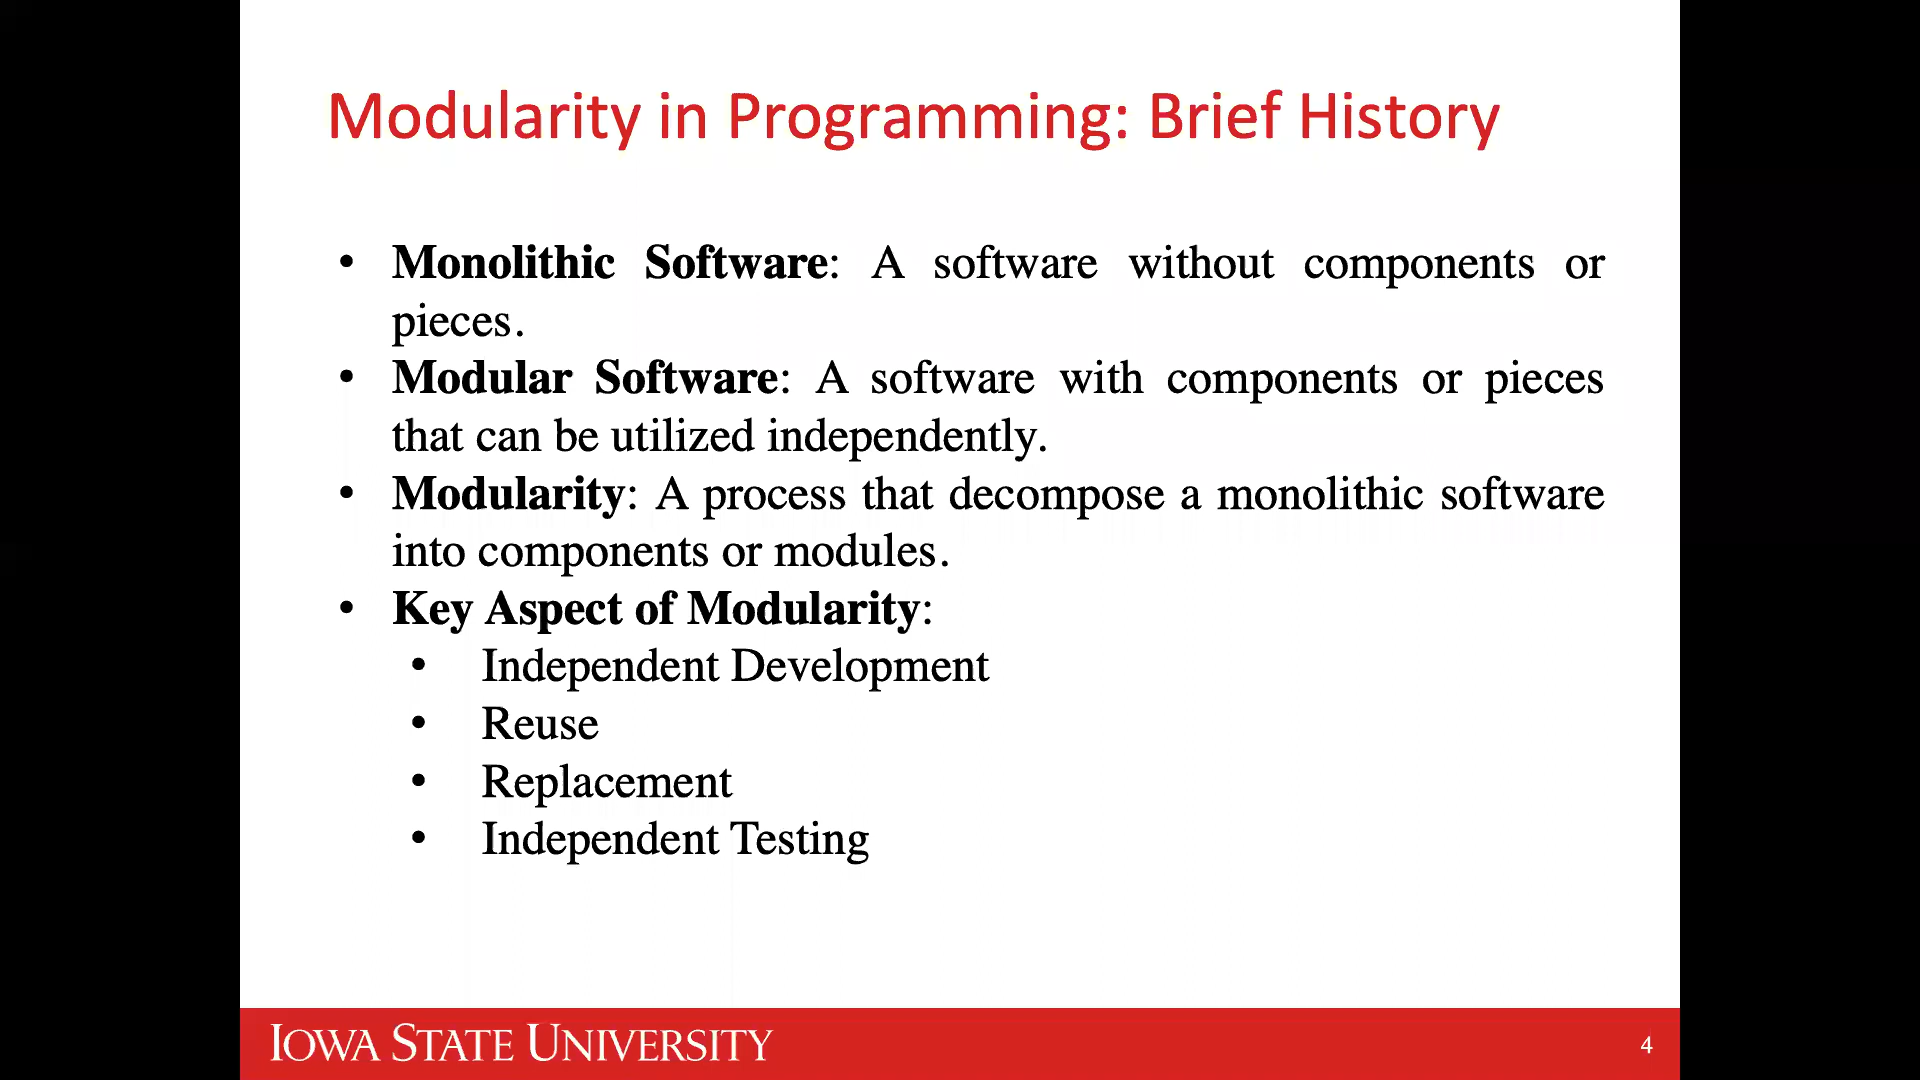 Modularity in Programming: Brief History
• Monolithic Software: A software without components or
pieces.
• Modular Software: A software with components or pieces
that can be utilized independently.
• Modularity: A process that decompose a monolithic software
into components or modules.
• Key Aspect of Modularity:
• Independent Development
• Reuse
• Replacement
• Independent Testing
IOWA STATE UNIVERSITY
4